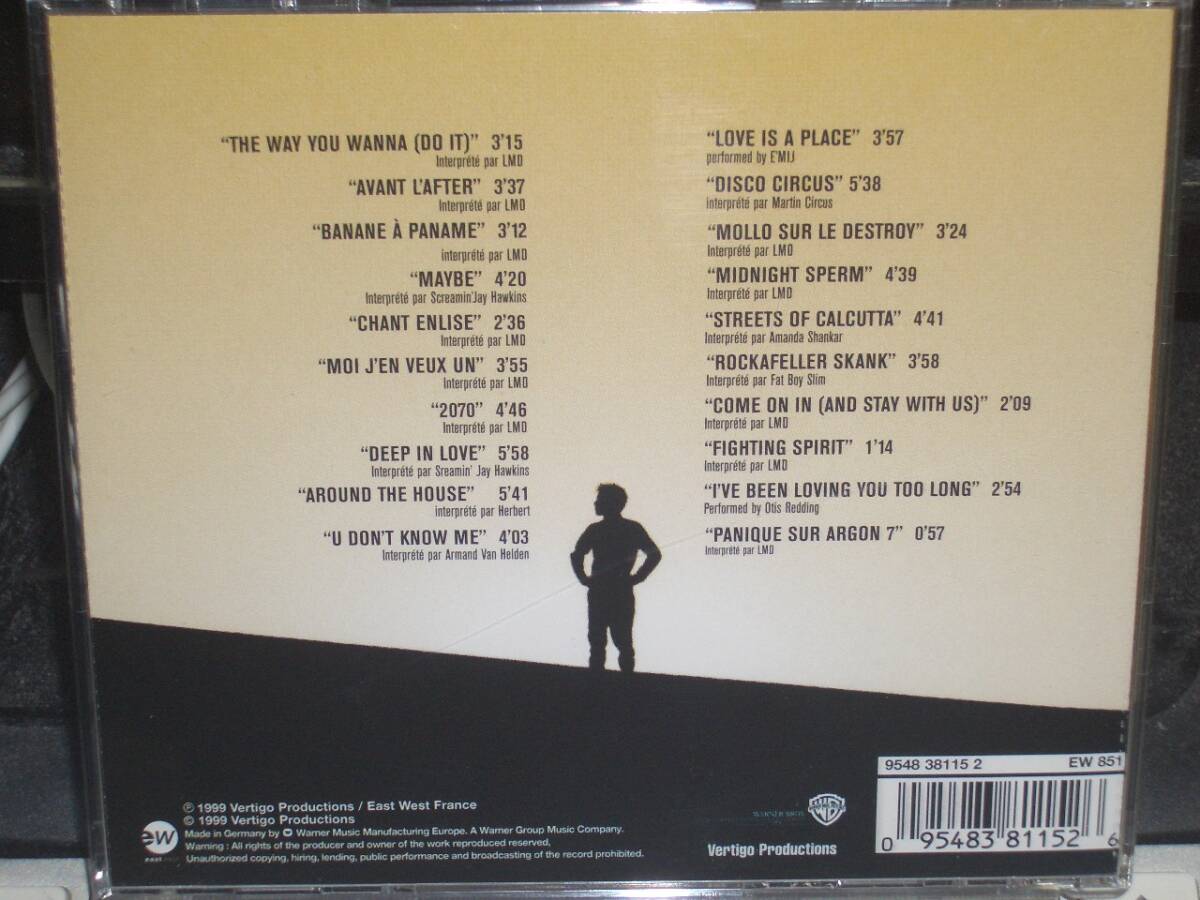 “THE WAY YOU WANNA (DO IT)” 3’15
Interprété par LMD
“AVANT L’AFTER” 3’37
Interprété par LMD
“BANANE À PANAME” 3’12
interprété par LMD
“MAYBE” 4’20
Interprété par Screamin’Jay Hawkins
“CHANT ENLISE” 2’36
Interprété par LMD
“MOI J’EN VEUX UN” 3’55
Interprété par LMD
“2070” 4’46
Interprété par LMD
“DEEP IN LOVE” 5’58
Interprété par Sreamin’ Jay Hawkins
“AROUND THE HOUSE” 5’41
interprété par Herbert
“U DON’T KNOW ME” 4’03
Interprété par Armand Van Helden
“LOVE IS A PLACE” 3’57
performed by E’MIJ
“DISCO CIRCUS” 5’38
interprété par Martin Circus
“MOLLO SUR LE DESTROY” 3’24
Interprété par LMD
“MIDNIGHT SPERM” 4’39
Interprété par LMD
“STREETS OF CALCUTTA” 4’41
Interprété par Amanda Shankar
“ROCKAFELLER SKANK” 3’58
Interprété par Fat Boy Slim
“COME ON IN (AND STAY WITH US)” 2’09
Interprété par LMD
“FIGHTING SPIRIT” 1’14
Interprété par LMD
“I’VE BEEN LOVING YOU TOO LONG” 2’54
Performed by Otis Redding
“PANIQUE SUR ARGON 7” 0’57
Interprété par LMD
9548 38115 2 EW 851
0 95483 81152 6
℗ 1999 Vertigo Productions / East West France
© 1999 Vertigo Productions
Made in Germany by Warner Music Manufacturing Europe. A Warner Group Music Company.
Warning : All rights of the producer and owner of the work reproduced reserved,
Unauthorized copying, hiring, lending, public performance and broadcasting of the record prohibited.
ew
east
Vertigo Productions